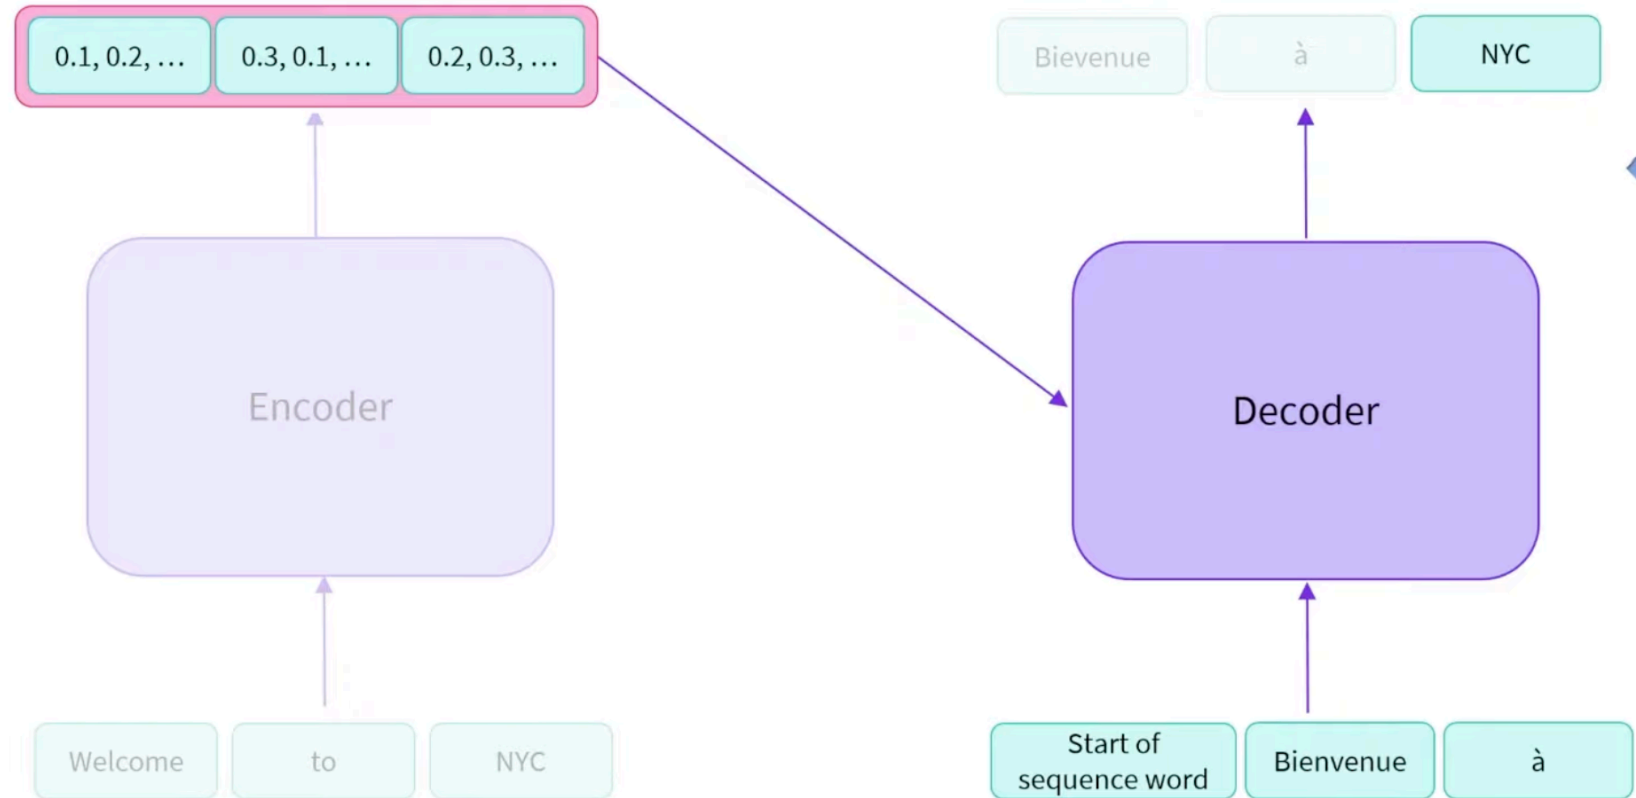 0.1, 0.2, ...
0.3, 0.1, ...
0.2, 0.3, ...
Bievenue
à
NYC
Encoder
Decoder
Welcome
to
NYC
Start of
sequence word
Bienvenue
à